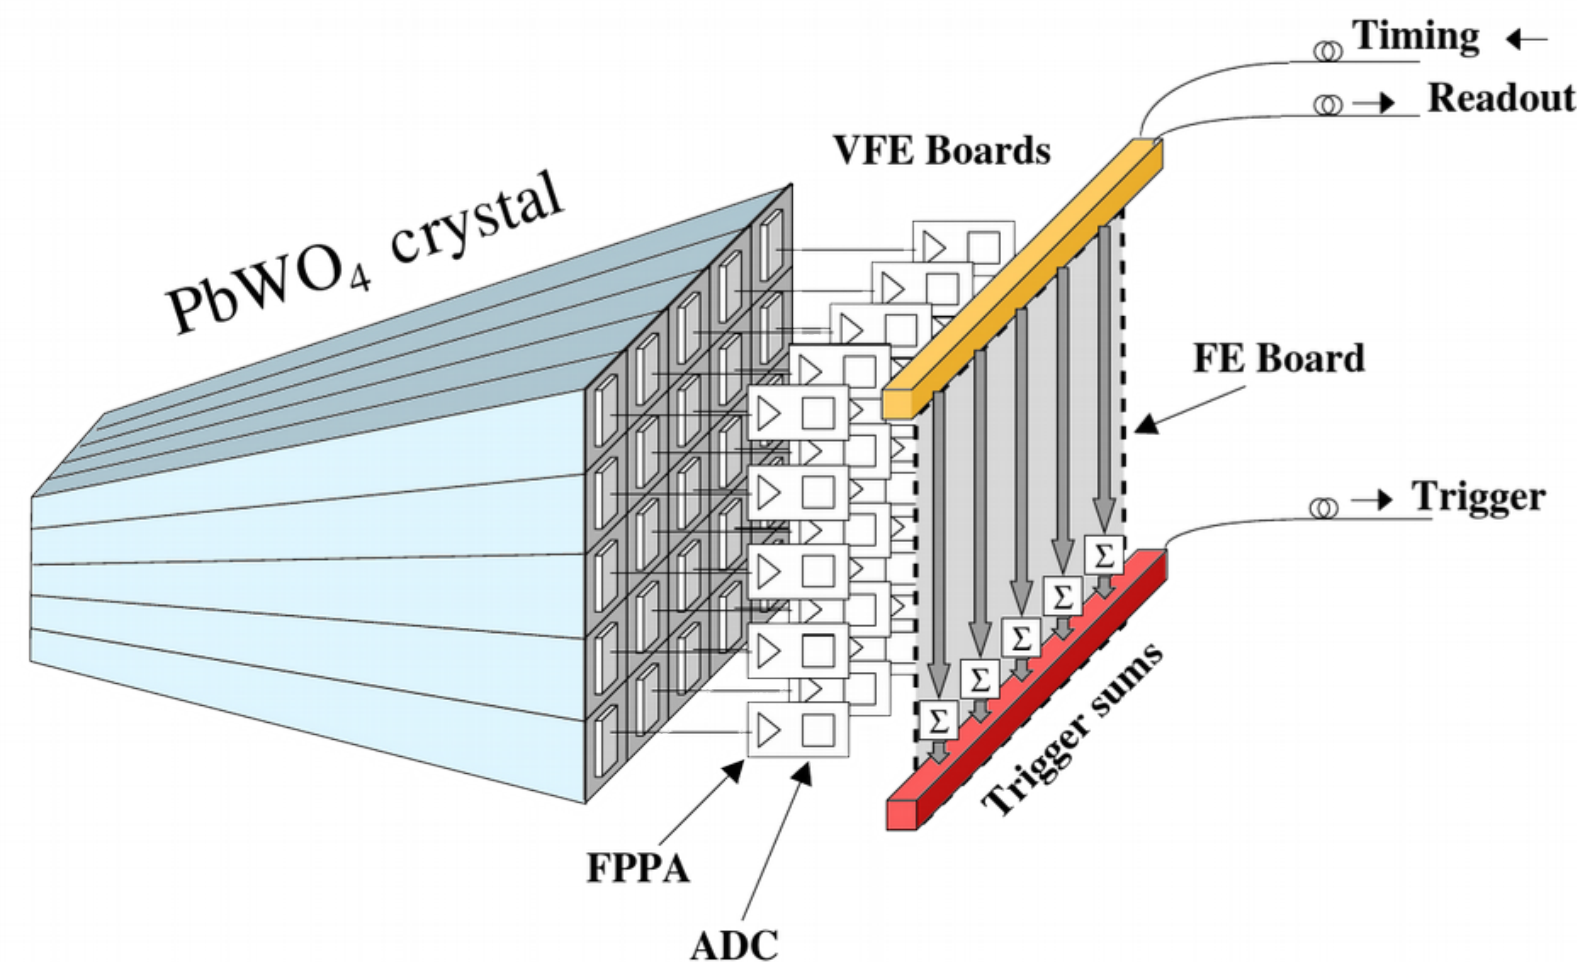 Timing
Readout
VFE Boards
PbWO₄ crystal
FE Board
Trigger
Σ
Σ
Σ
Σ
Σ
Trigger sums
FPPA
ADC